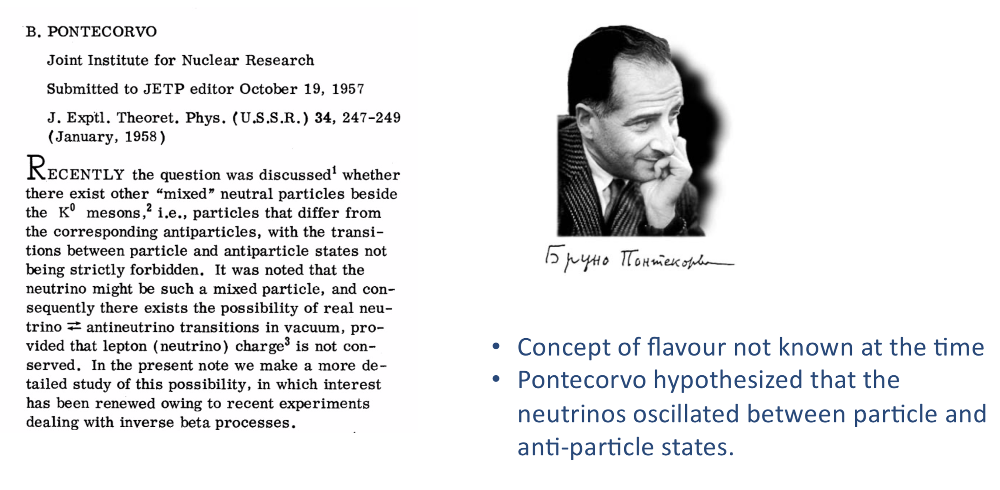 B. PONTECORVO
Joint Institute for Nuclear Research
Submitted to JETP editor October 19, 1957
J. Exptl. Theoret. Phys. (U.S.S.R.) 34, 247-249
(January, 1958)
RECENTLY the question was discussed¹ whether
there exist other “mixed” neutral particles beside
the K⁰ mesons,² i.e., particles that differ from
the corresponding antiparticles, with the transi-
tions between particle and antiparticle states not
being strictly forbidden. It was noted that the
neutrino might be such a mixed particle, and con-
sequently there exists the possibility of real neu-
trino ⇄ antineutrino transitions in vacuum, pro-
vided that lepton (neutrino) charge³ is not con-
served. In the present note we make a more de-
tailed study of this possibility, in which interest
has been renewed owing to recent experiments
dealing with inverse beta processes.
Бруно Понтекорво
• Concept of flavour not known at the time
• Pontecorvo hypothesized that the
neutrinos oscillated between particle and
anti-particle states.